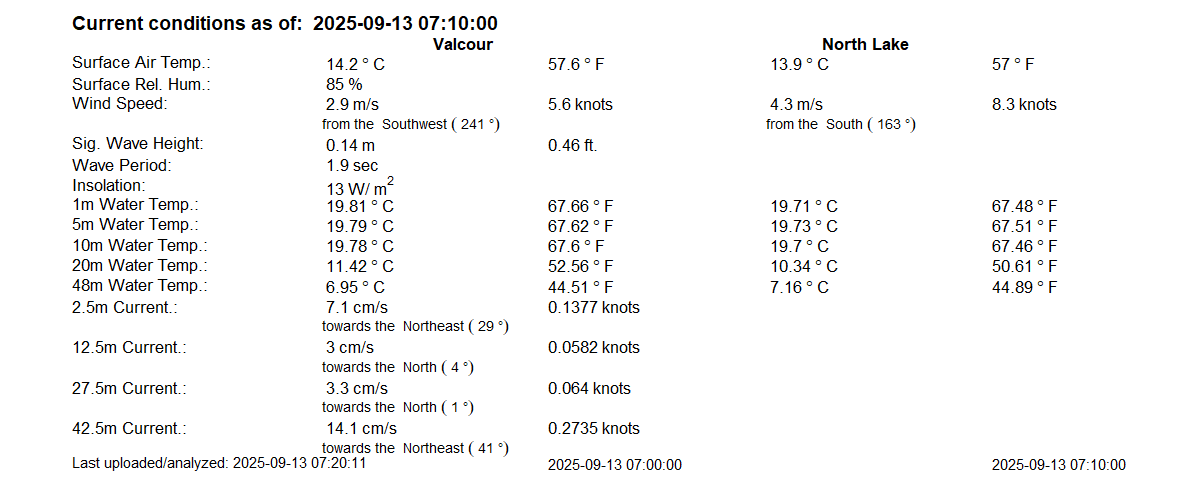 Current conditions as of: 2025-09-13 07:10:00
Valcour North Lake
Surface Air Temp.: 14.2 ° C 57.6 ° F 13.9 ° C 57 ° F
Surface Rel. Hum.: 85 %
Wind Speed: 2.9 m/s 5.6 knots 4.3 m/s 8.3 knots
from the Southwest ( 241 °) from the South ( 163 °)
Sig. Wave Height: 0.14 m 0.46 ft.
Wave Period: 1.9 sec
Insolation: 13 W/ m²
1m Water Temp.: 19.81 ° C 67.66 ° F 19.71 ° C 67.48 ° F
5m Water Temp.: 19.79 ° C 67.62 ° F 19.73 ° C 67.51 ° F
10m Water Temp.: 19.78 ° C 67.6 ° F 19.7 ° C 67.46 ° F
20m Water Temp.: 11.42 ° C 52.56 ° F 10.34 ° C 50.61 ° F
48m Water Temp.: 6.95 ° C 44.51 ° F 7.16 ° C 44.89 ° F
2.5m Current.: 7.1 cm/s 0.1377 knots
towards the Northeast ( 29 °)
12.5m Current.: 3 cm/s 0.0582 knots
towards the North ( 4 °)
27.5m Current.: 3.3 cm/s 0.064 knots
towards the North ( 1 °)
42.5m Current.: 14.1 cm/s 0.2735 knots
towards the Northeast ( 41 °)
Last uploaded/analyzed: 2025-09-13 07:20:11 2025-09-13 07:00:00 2025-09-13 07:10:00